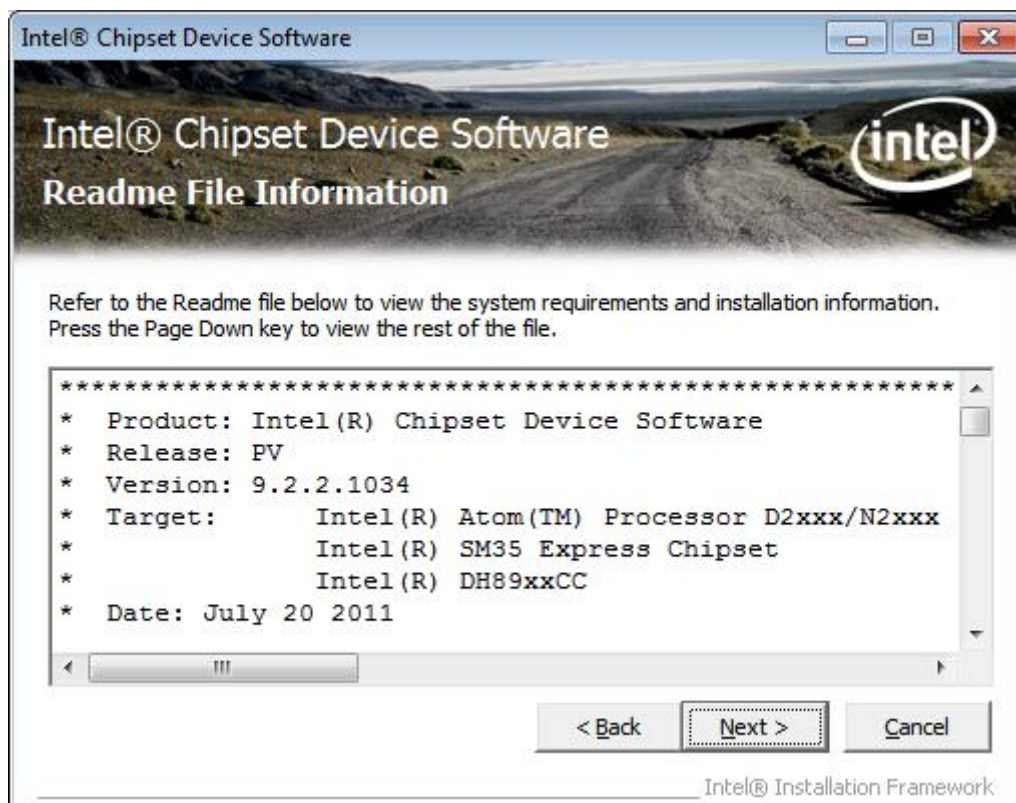 Intel® Chipset Device Software
Intel® Chipset Device Software
intel®
Readme File Information
Refer to the Readme file below to view the system requirements and installation information.
Press the Page Down key to view the rest of the file.
********************************************************
* Product: Intel(R) Chipset Device Software
* Release: PV
* Version: 9.2.2.1034
* Target: Intel(R) Atom(TM) Processor D2xxx/N2xxx
* Intel(R) SM35 Express Chipset
* Intel(R) DH89xxCC
* Date: July 20 2011
< Back
Next >
Cancel
Intel® Installation Framework